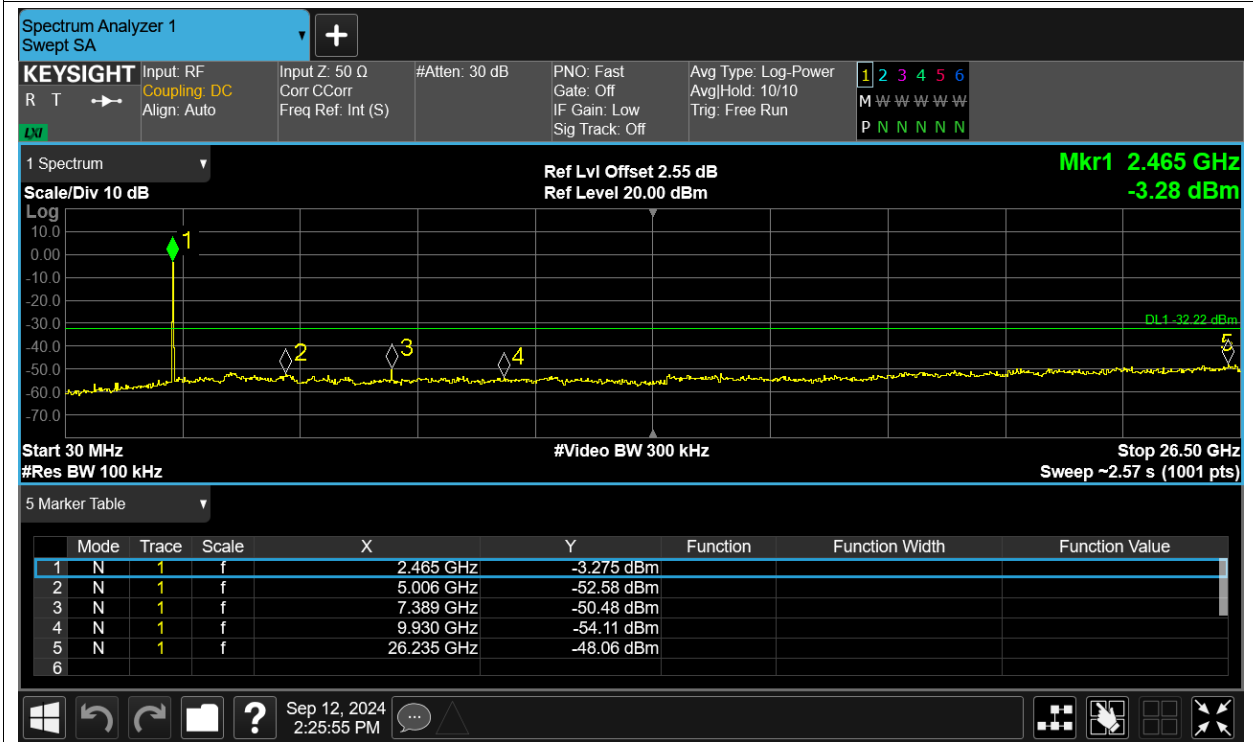 Spectrum Analyzer 1
Swept SA
KEYSIGHT
R T
LXI
Input: RF
Coupling: DC
Align: Auto
Input Z: 50 Ω
Corr CCorr
Freq Ref: Int (S)
#Atten: 30 dB
PNO: Fast
Gate: Off
IF Gain: Low
Sig Track: Off
Avg Type: Log-Power
Avg|Hold: 10/10
Trig: Free Run
1 2 3 4 5 6
M W W W W W
P N N N N N
1 Spectrum
Scale/Div 10 dB
Ref Lvl Offset 2.55 dB
Ref Level 20.00 dBm
Mkr1 2.465 GHz
-3.28 dBm
Log
10.0
0.00
-10.0
-20.0
-30.0
-40.0
-50.0
-60.0
-70.0
1
2
3
4
5
DL1 -32.22 dBm
Start 30 MHz
#Video BW 300 kHz
Stop 26.50 GHz
#Res BW 100 kHz
Sweep ~2.57 s (1001 pts)
5 Marker Table
Mode Trace Scale X Y Function Function Width Function Value
1 N 1 f 2.465 GHz -3.275 dBm
2 N 1 f 5.006 GHz -52.58 dBm
3 N 1 f 7.389 GHz -50.48 dBm
4 N 1 f 9.930 GHz -54.11 dBm
5 N 1 f 26.235 GHz -48.06 dBm
6
?
Sep 12, 2024
2:25:55 PM